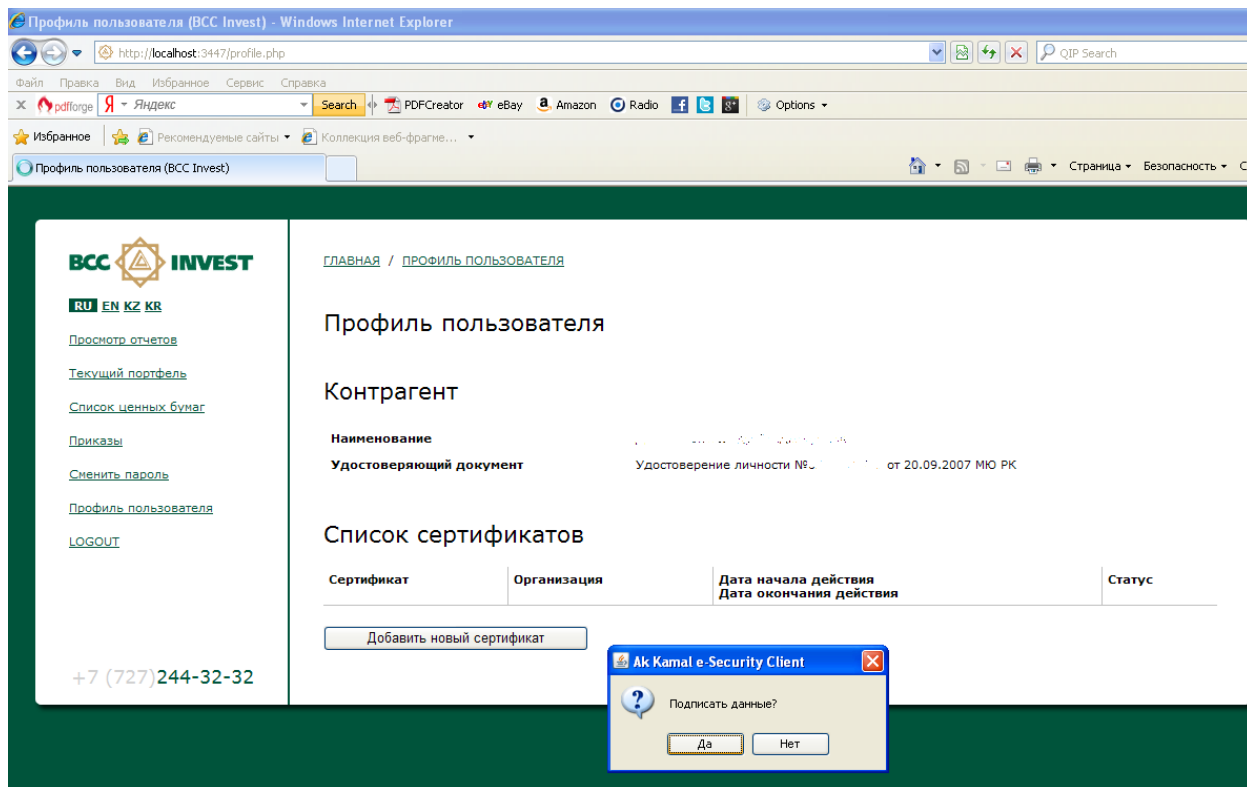 Профиль пользователя (BCC Invest) - Windows Internet Explorer
http://localhost:3447/profile.php
QIP Search
Файл Правка Вид Избранное Сервис Справка
x pdfforge Я Яндекс Search PDFCreator eBay Amazon Radio Options
Избранное Рекомендуемые сайты Коллекция веб-фрагме...
Профиль пользователя (BCC Invest) Страница Безопасность С
BCC INVEST
RU EN KZ KR
Просмотр отчетов
Текущий портфель
Список ценных бумаг
Приказы
Сменить пароль
Профиль пользователя
LOGOUT
+7 (727)244-32-32
ГЛАВНАЯ / ПРОФИЛЬ ПОЛЬЗОВАТЕЛЯ
Профиль пользователя
Контрагент
Наименование
Удостоверяющий документ Удостоверение личности № от 20.09.2007 МЮ РК
Список сертификатов
Сертификат Организация Дата начала действия Статус
Дата окончания действия
Добавить новый сертификат
Ak Kamal e-Security Client
Подписать данные?
Да Нет